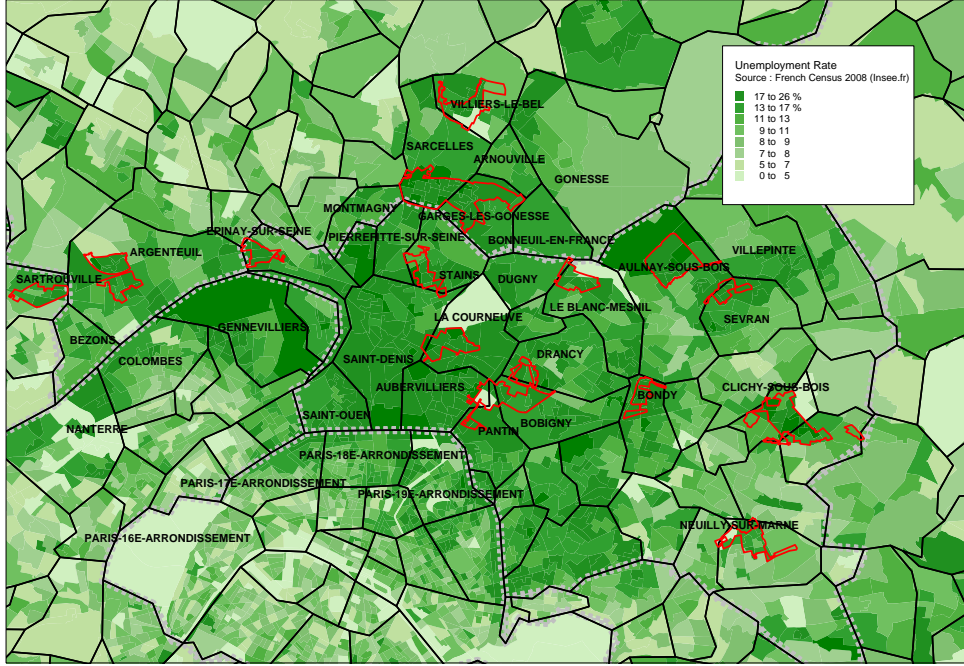 Unemployment Rate
Source : French Census 2008 (Insee.fr)
17 to 26 %
13 to 17 %
11 to 13
9 to 11
8 to 9
7 to 8
5 to 7
0 to 5
VILLIERS-LE-BEL
SARCELLES
ARNOUVILLE
GONESSE
MONTMAGNY
GARGES-LES-GONESSE
EPINAY-SUR-SEINE
PIERREFITTE-SUR-SEINE
BONNEUIL-EN-FRANCE
ARGENTEUIL
VILLEPINTE
AULNAY-SOUS-BOIS
SARTROUVILLE
STAINS
DUGNY
LE BLANC-MESNIL
LA COURNEUVE
SEVRAN
GENNEVILLIERS
BEZONS
COLOMBES
SAINT-DENIS
DRANCY
AUBERVILLIERS
CLICHY-SOUS-BOIS
BONDY
SAINT-OUEN
BOBIGNY
NANTERRE
PANTIN
PARIS-18E-ARRONDISSEMENT
PARIS-17E-ARRONDISSEMENT
PARIS-19E-ARRONDISSEMENT
NEUILLY-SUR-MARNE
PARIS-16E-ARRONDISSEMENT